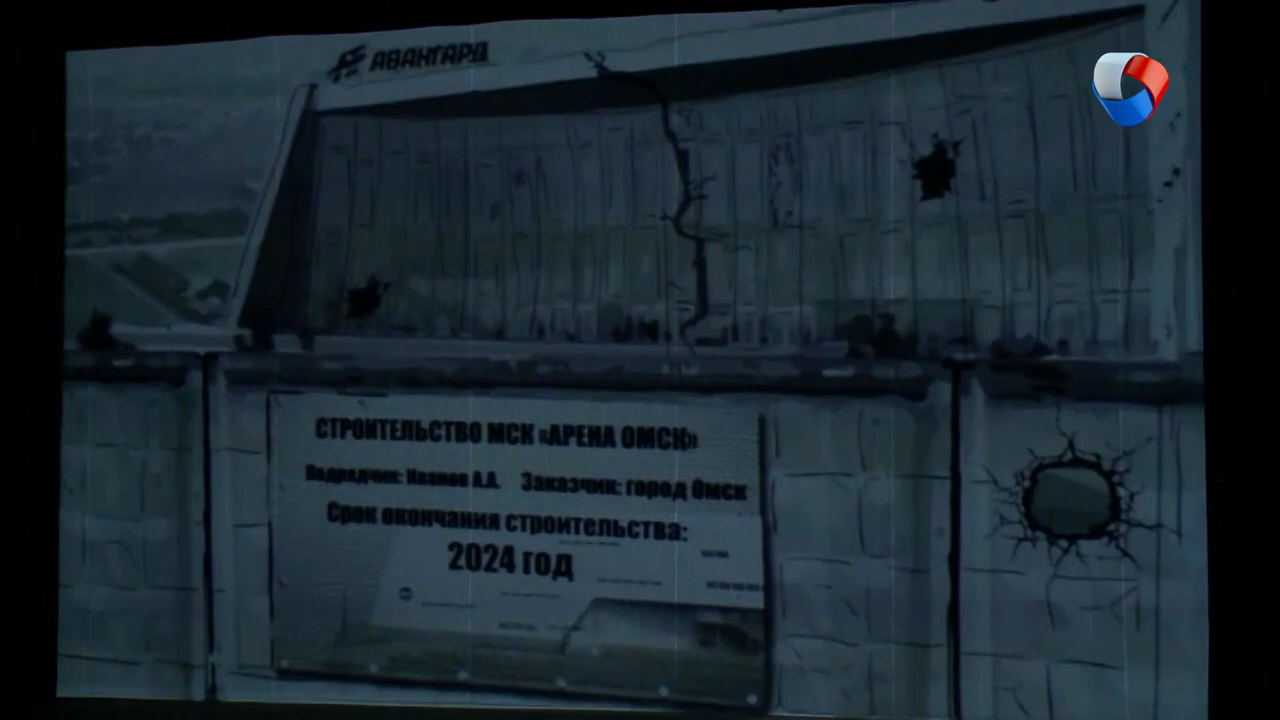 АВАНГАРД
СТРОИТЕЛЬСТВО МСК «АРЕНА ОМСК»
Подрядчик: Иванов А.А. Заказчик: город Омск
Срок окончания строительства:
2024 год